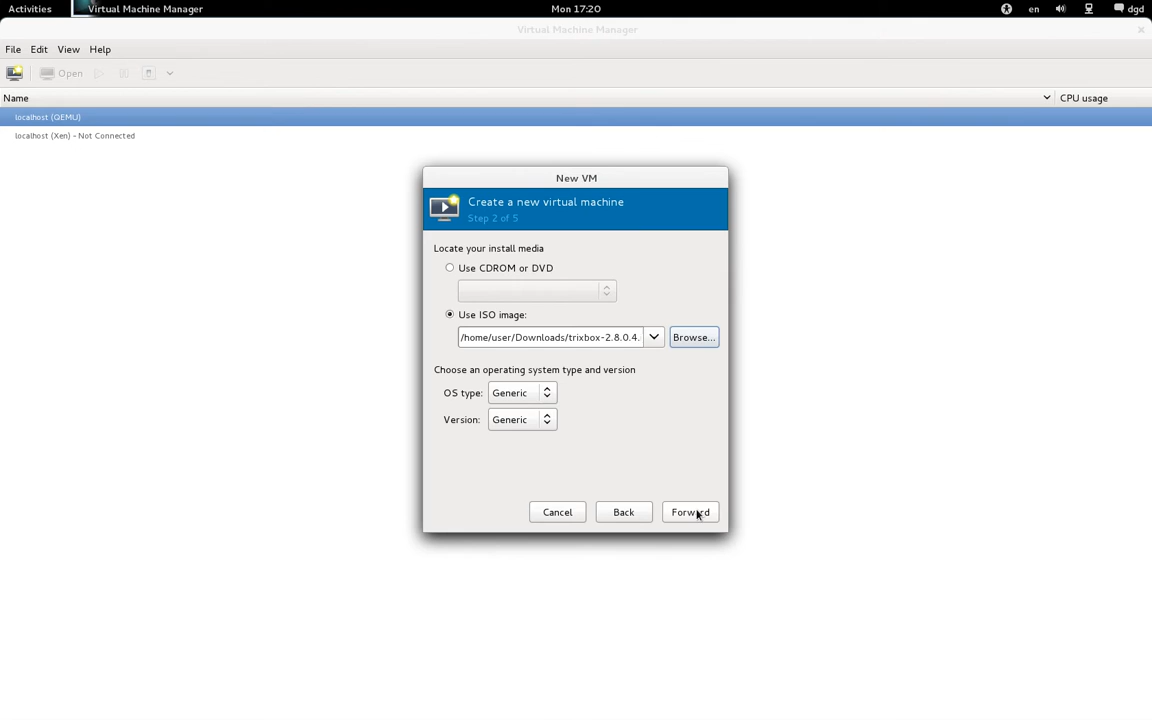 Activities Virtual Machine Manager Mon 17:20 en dgd
Virtual Machine Manager
File Edit View Help
Open
Name CPU usage
localhost (QEMU)
localhost (Xen) - Not Connected
New VM
Create a new virtual machine
Step 2 of 5
Locate your install media
Use CDROM or DVD
Use ISO image:
/home/user/Downloads/trixbox-2.8.0.4. Browse...
Choose an operating system type and version
OS type: Generic
Version: Generic
Cancel Back Forward